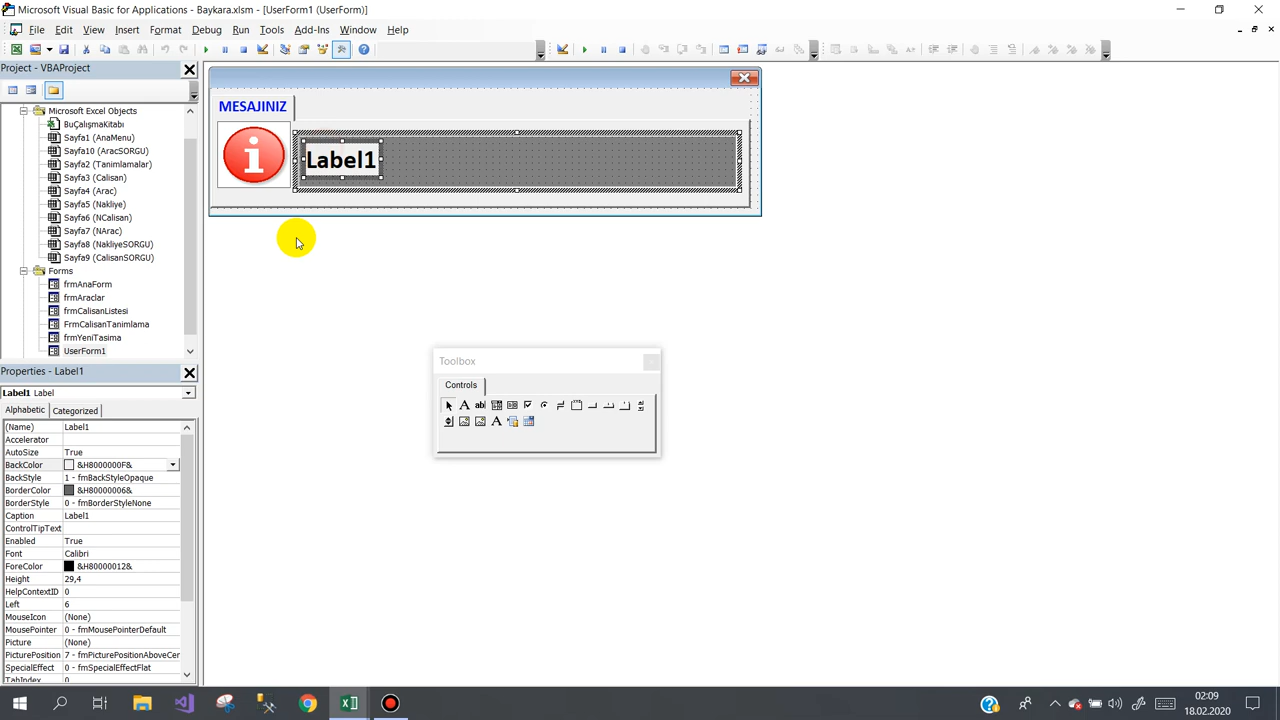 Microsoft Visual Basic for Applications - Baykara.xlsm - [UserForm1 (UserForm)]
File Edit View Insert Format Debug Run Tools Add-Ins Window Help
Project - VBAProject
Microsoft Excel Objects
BuÇalışmaKitabı
Sayfa1 (AnaMenu)
Sayfa10 (AracSORGU)
Sayfa2 (Tanimlamalar)
Sayfa3 (Calisan)
Sayfa4 (Arac)
Sayfa5 (Nakliye)
Sayfa6 (NCalisan)
Sayfa7 (NArac)
Sayfa8 (NakliyeSORGU)
Sayfa9 (CalisanSORGU)
Forms
frmAnaForm
frmAraclar
frmCalisanListesi
FrmCalisanTanimlama
frmYeniTasima
UserForm1
Properties - Label1
Label1 Label
Alphabetic Categorized
(Name) Label1
Accelerator
AutoSize True
BackColor &H8000000F&
BackStyle 1 - fmBackStyleOpaque
BorderColor &H80000006&
BorderStyle 0 - fmBorderStyleNone
Caption Label1
ControlTipText
Enabled True
Font Calibri
ForeColor &H80000012&
Height 29,4
HelpContextID 0
Left 6
MouseIcon (None)
MousePointer 0 - fmMousePointerDefault
Picture (None)
PicturePosition 7 - fmPicturePositionAboveCer
SpecialEffect 0 - fmSpecialEffectFlat
TabIndex 0
MESAJINIZ
Label1
Toolbox
Controls
02:09
18.02.2020